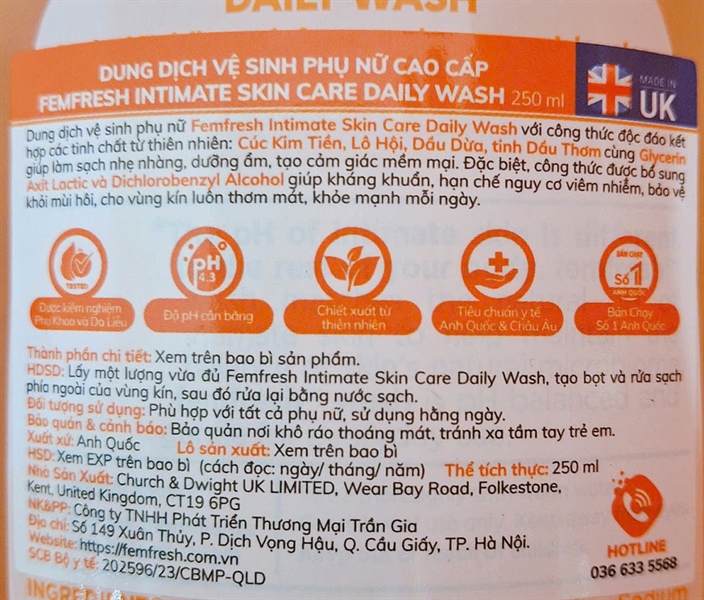 DAILY WASH
DUNG DỊCH VỆ SINH PHỤ NỮ CAO CẤP
FEMFRESH INTIMATE SKIN CARE DAILY WASH 250 ml
MADE IN
UK
Dung dịch vệ sinh phụ nữ Femfresh Intimate Skin Care Daily Wash với công thức độc đáo kết
hợp các tinh chất từ thiên nhiên: Cúc Kim Tiền, Lô Hội, Dầu Dừa, tinh Dầu Thơm cùng Glycerin
giúp làm sạch nhẹ nhàng, dưỡng ẩm, tạo cảm giác mềm mại. Đặc biệt, công thức được bổ sung
Axit Lactic và Dichlorobenzyl Alcohol giúp kháng khuẩn, hạn chế nguy cơ viêm nhiễm, bảo vệ
khỏi mùi hôi, cho vùng kín luôn thơm mát, khỏe mạnh mỗi ngày.
TESTED
Được kiểm nghiệm
Phụ Khoa và Da Liễu
pH
4.3
Độ pH cân bằng
Chiết xuất từ
thiên nhiên
Tiêu chuẩn y tế
Anh Quốc & Châu Âu
BÁN CHẠY
Số 1
ANH QUỐC
Bán Chạy
Số 1 Anh Quốc
Thành phần chi tiết: Xem trên bao bì sản phẩm.
HDSD: Lấy một lượng vừa đủ Femfresh Intimate Skin Care Daily Wash, tạo bọt và rửa sạch
phía ngoài của vùng kín, sau đó rửa lại bằng nước sạch.
Đối tượng sử dụng: Phù hợp với tất cả phụ nữ, sử dụng hằng ngày.
Bảo quản & cảnh báo: Bảo quản nơi khô ráo thoáng mát, tránh xa tầm tay trẻ em.
Xuất xứ: Anh Quốc Lô sản xuất: Xem trên bao bì
HSD: Xem EXP trên bao bì (cách đọc: ngày/ tháng/ năm) Thể tích thực: 250 ml
Nhà Sản Xuất: Church & Dwight UK LIMITED, Wear Bay Road, Folkestone,
Kent, United Kingdom, CT19 6PG
NK&PP: Công ty TNHH Phát Triển Thương Mại Trần Gia
Địa chỉ: Số 149 Xuân Thủy, P. Dịch Vọng Hậu, Q. Cầu Giấy, TP. Hà Nội.
Website: https://femfresh.com.vn
SCB Bộ y tế: 202596/23/CBMP-QLD
HOTLINE
036 633 5568
Sodium